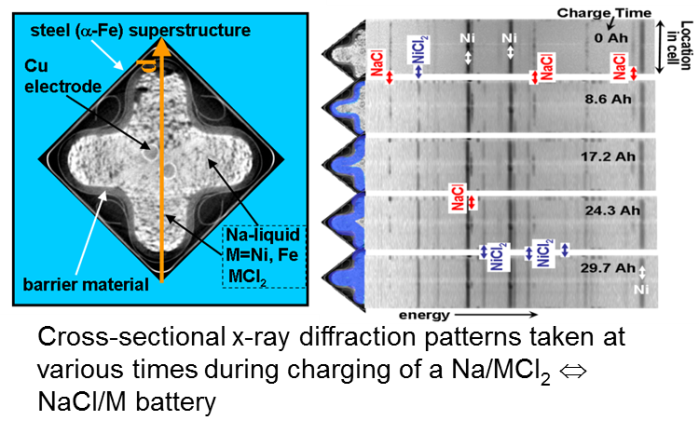 steel (α-Fe) superstructure
d
Cu
electrode
Na-liquid
M=Ni, Fe
MCl₂
barrier material
Charge Time
0 Ah
Location
in cell
Ni
Ni
NaCl
NiCl₂
NaCl
NaCl
8.6 Ah
17.2 Ah
NaCl
24.3 Ah
NiCl₂
NiCl₂
29.7 Ah
Ni
energy
Cross-sectional x-ray diffraction patterns taken at
various times during charging of a Na/MCl₂ ⇔
NaCl/M battery